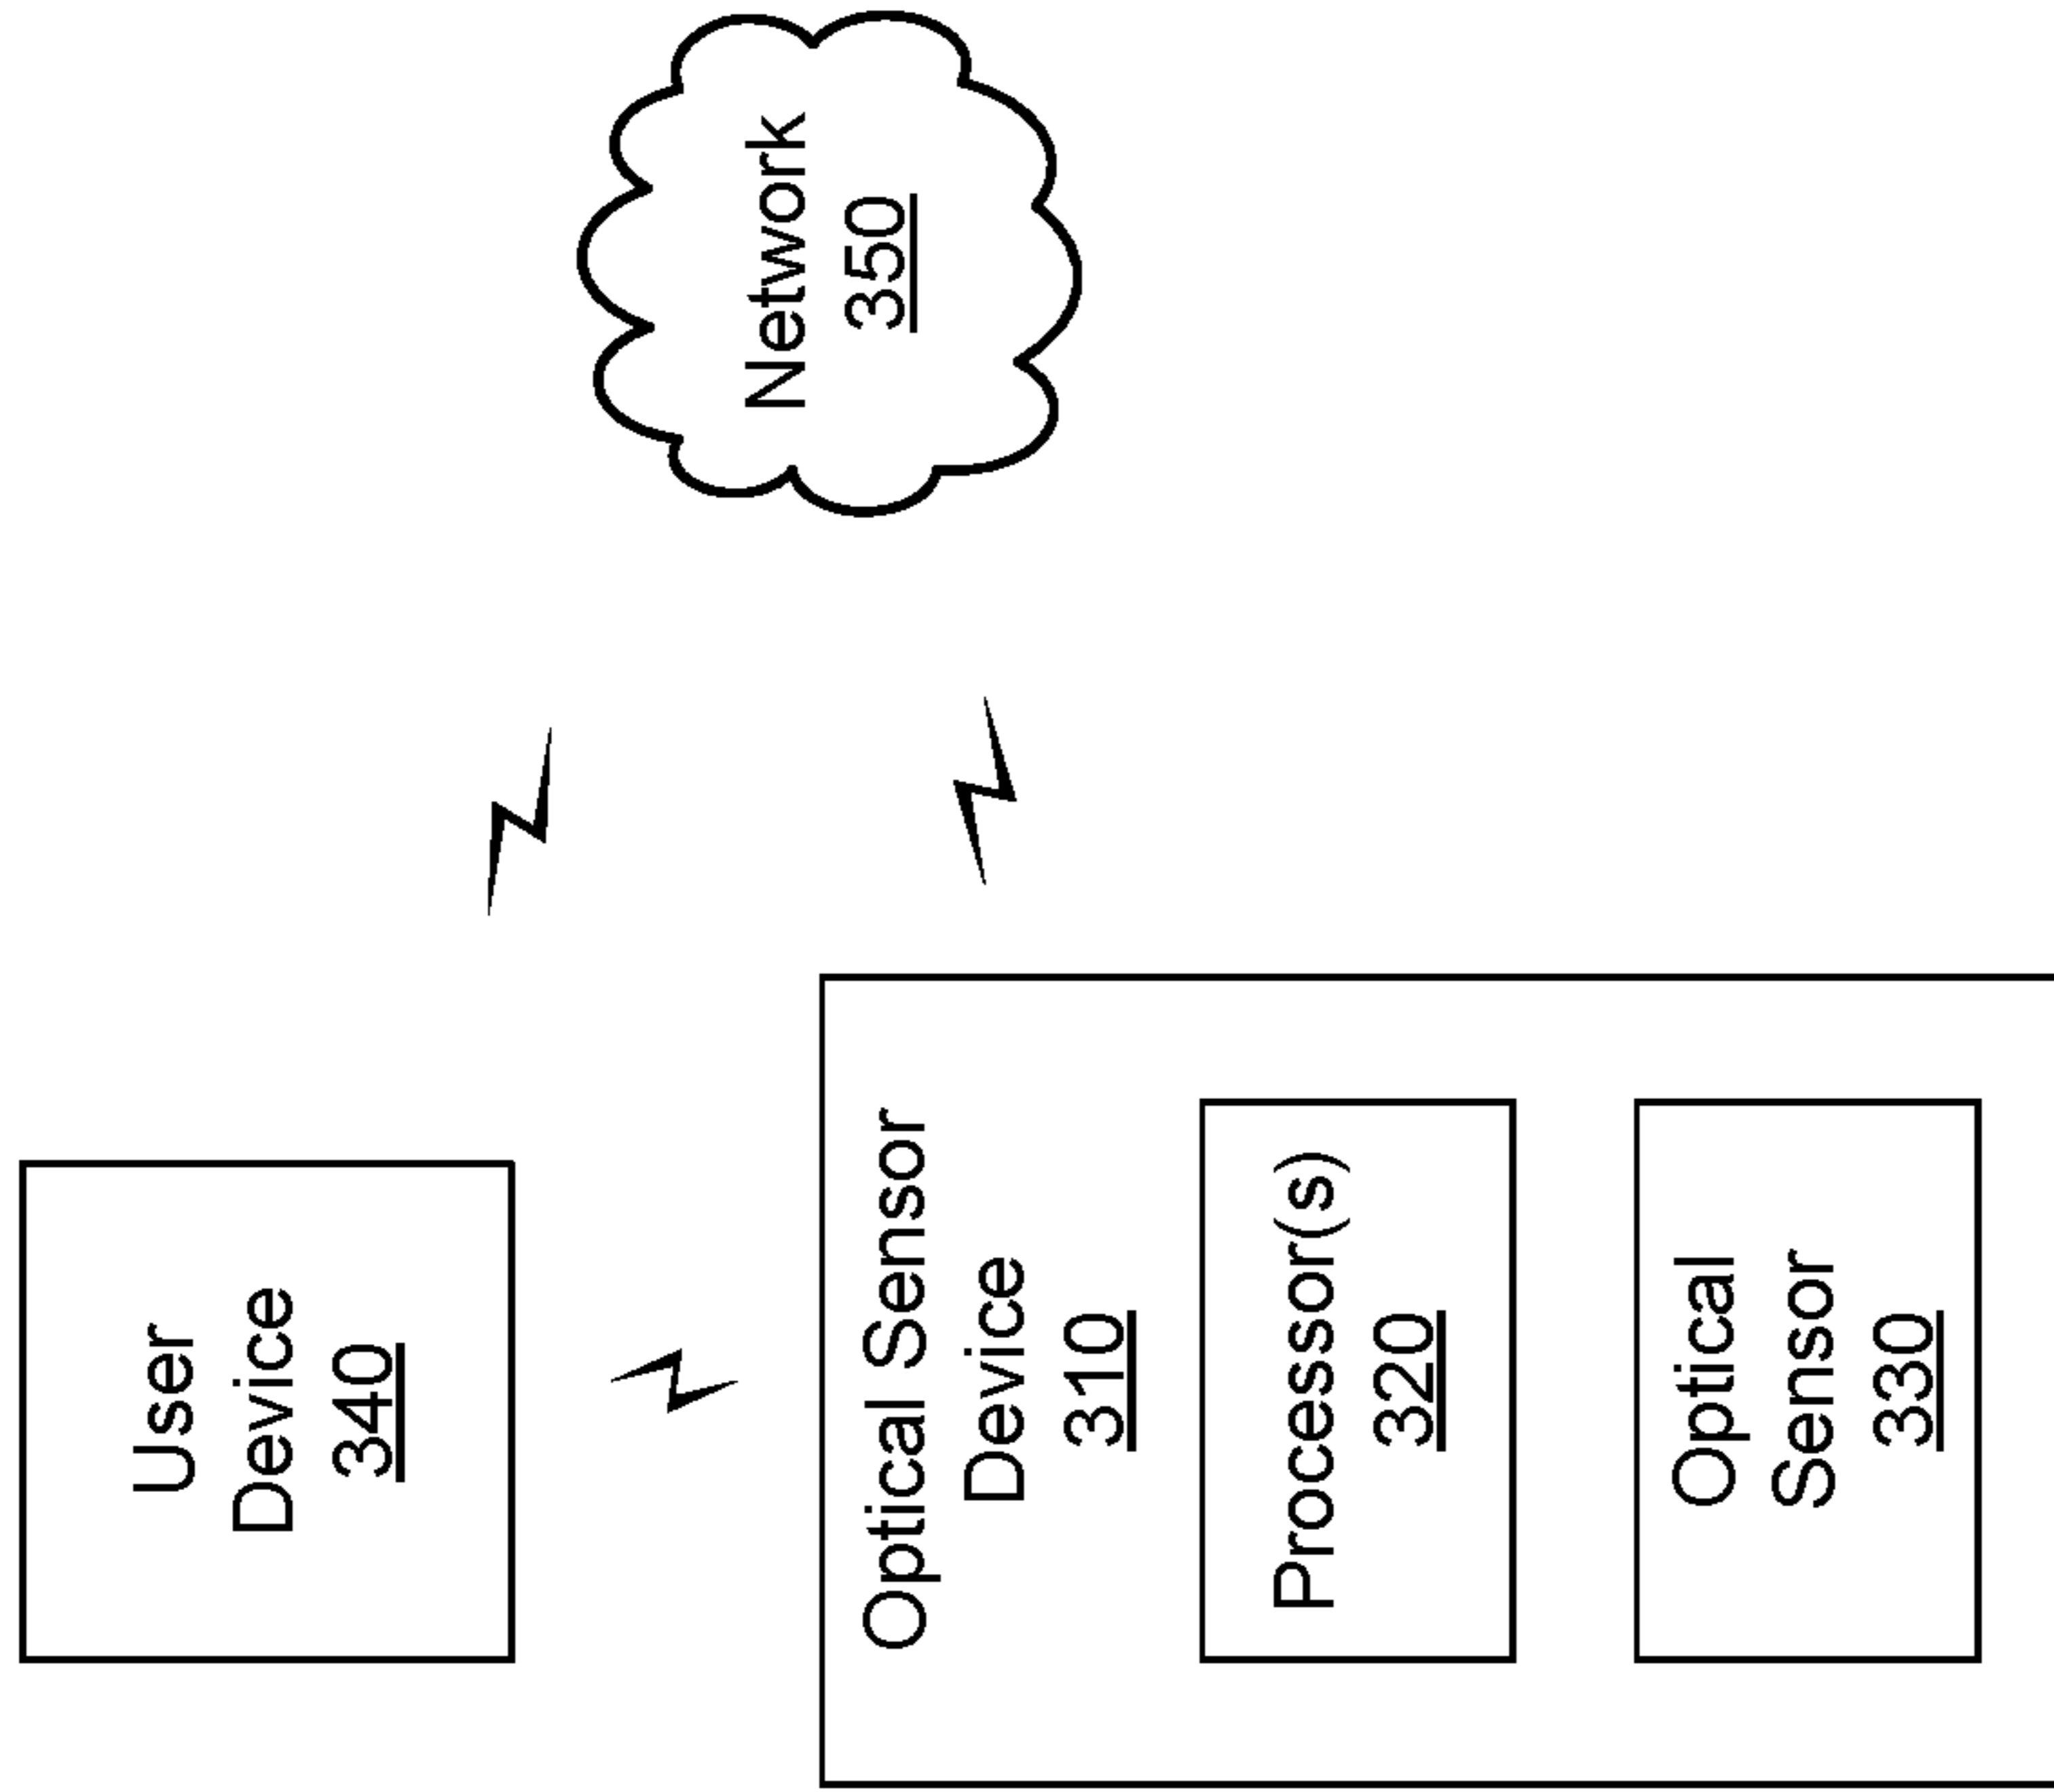 User
Device
340
Network
350
Optical Sensor
Device
310
Processor(s)
320
Optical
Sensor
330